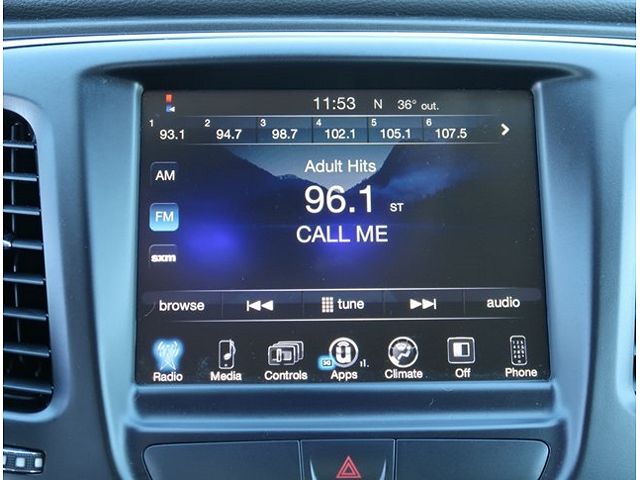 11:53 N 36° out.
1 93.1 2 94.7 3 98.7 4 102.1 5 105.1 6 107.5
Adult Hits
AM
96.1 ST
FM
CALL ME
sxm
browse tune audio
3G
Radio Media Controls Apps Climate Off Phone